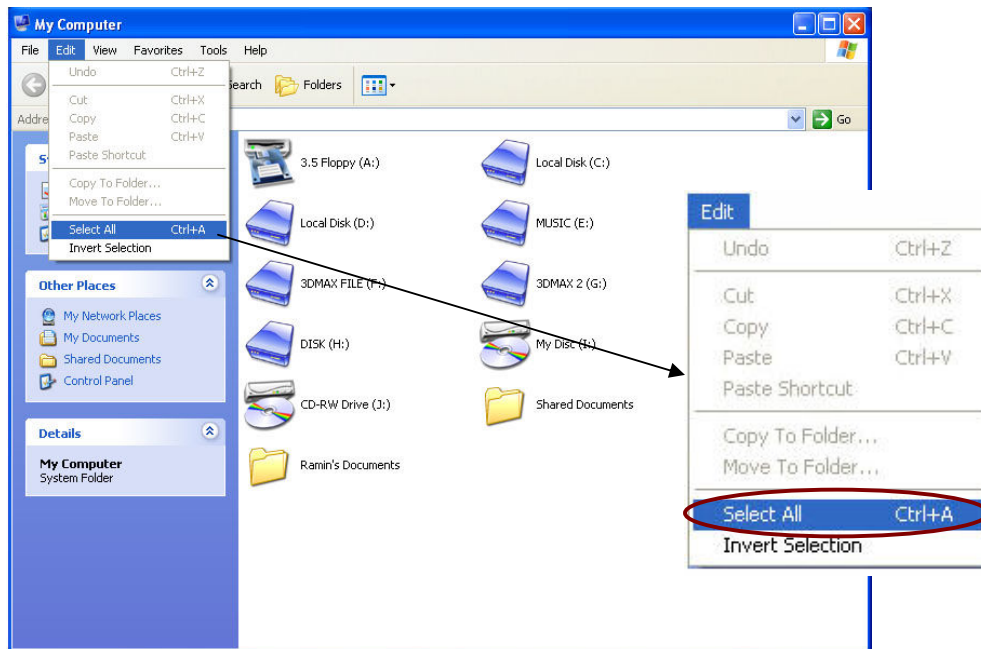 My Computer
File Edit View Favorites Tools Help
Undo Ctrl+Z
Cut Ctrl+X
Copy Ctrl+C
Paste Ctrl+V
Paste Shortcut
Copy To Folder...
Move To Folder...
Select All Ctrl+A
Invert Selection
Search Folders
Addre
Go
S
Other Places
My Network Places
My Documents
Shared Documents
Control Panel
Details
My Computer
System Folder
3.5 Floppy (A:) Local Disk (C:)
Local Disk (D:) MUSIC (E:)
3DMAX FILE (F:) 3DMAX 2 (G:)
DISK (H:) My Disc (I:)
CD-RW Drive (J:) Shared Documents
Ramin's Documents
Edit
Undo Ctrl+Z
Cut Ctrl+X
Copy Ctrl+C
Paste Ctrl+V
Paste Shortcut
Copy To Folder...
Move To Folder...
Select All Ctrl+A
Invert Selection